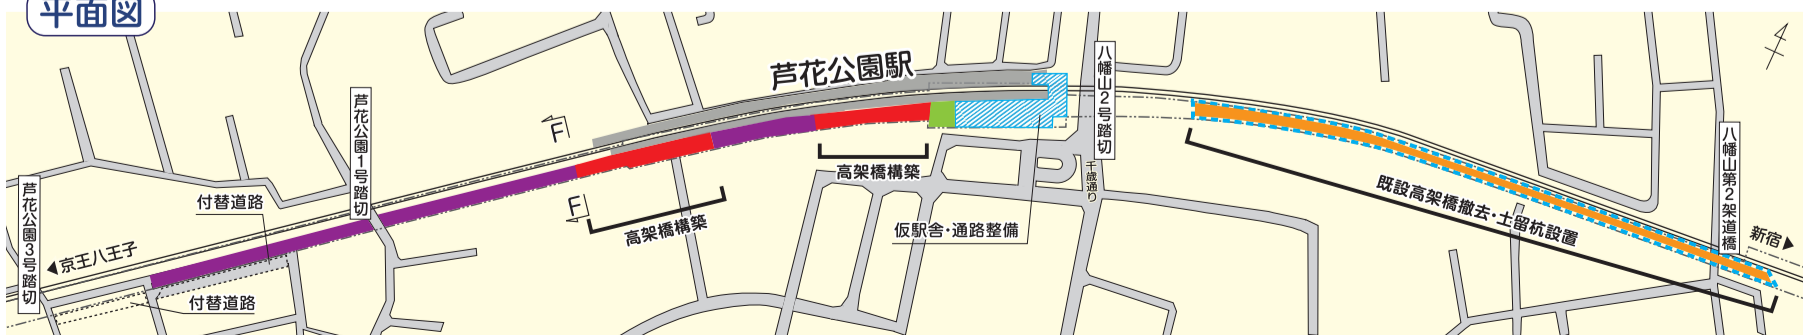 平面図
芦花公園駅
芦花公園3号踏切
◀京王八王子
付替道路
付替道路
芦花公園1号踏切
F
F
高架橋構築
高架橋構築
仮駅舎・通路整備
八幡山2号踏切
千歳通り
既設高架橋撤去・土留杭設置
八幡山第2架道橋
新宿▶